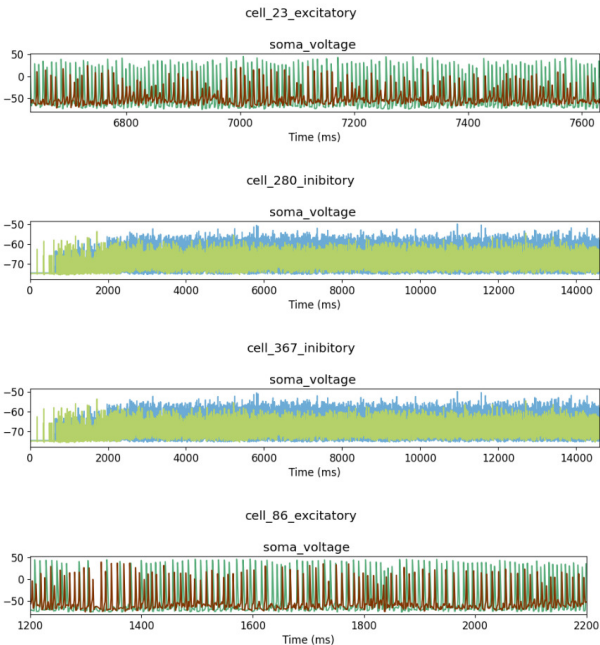 cell_23_excitatory
soma_voltage
50
0
−50
6800 7000 7200 7400 7600
Time (ms)
cell_280_inibitory
soma_voltage
−50
−60
−70
0 2000 4000 6000 8000 10000 12000 14000
Time (ms)
cell_367_inibitory
soma_voltage
−50
−60
−70
0 2000 4000 6000 8000 10000 12000 14000
Time (ms)
cell_86_excitatory
soma_voltage
50
0
−50
1200 1400 1600 1800 2000 2200
Time (ms)